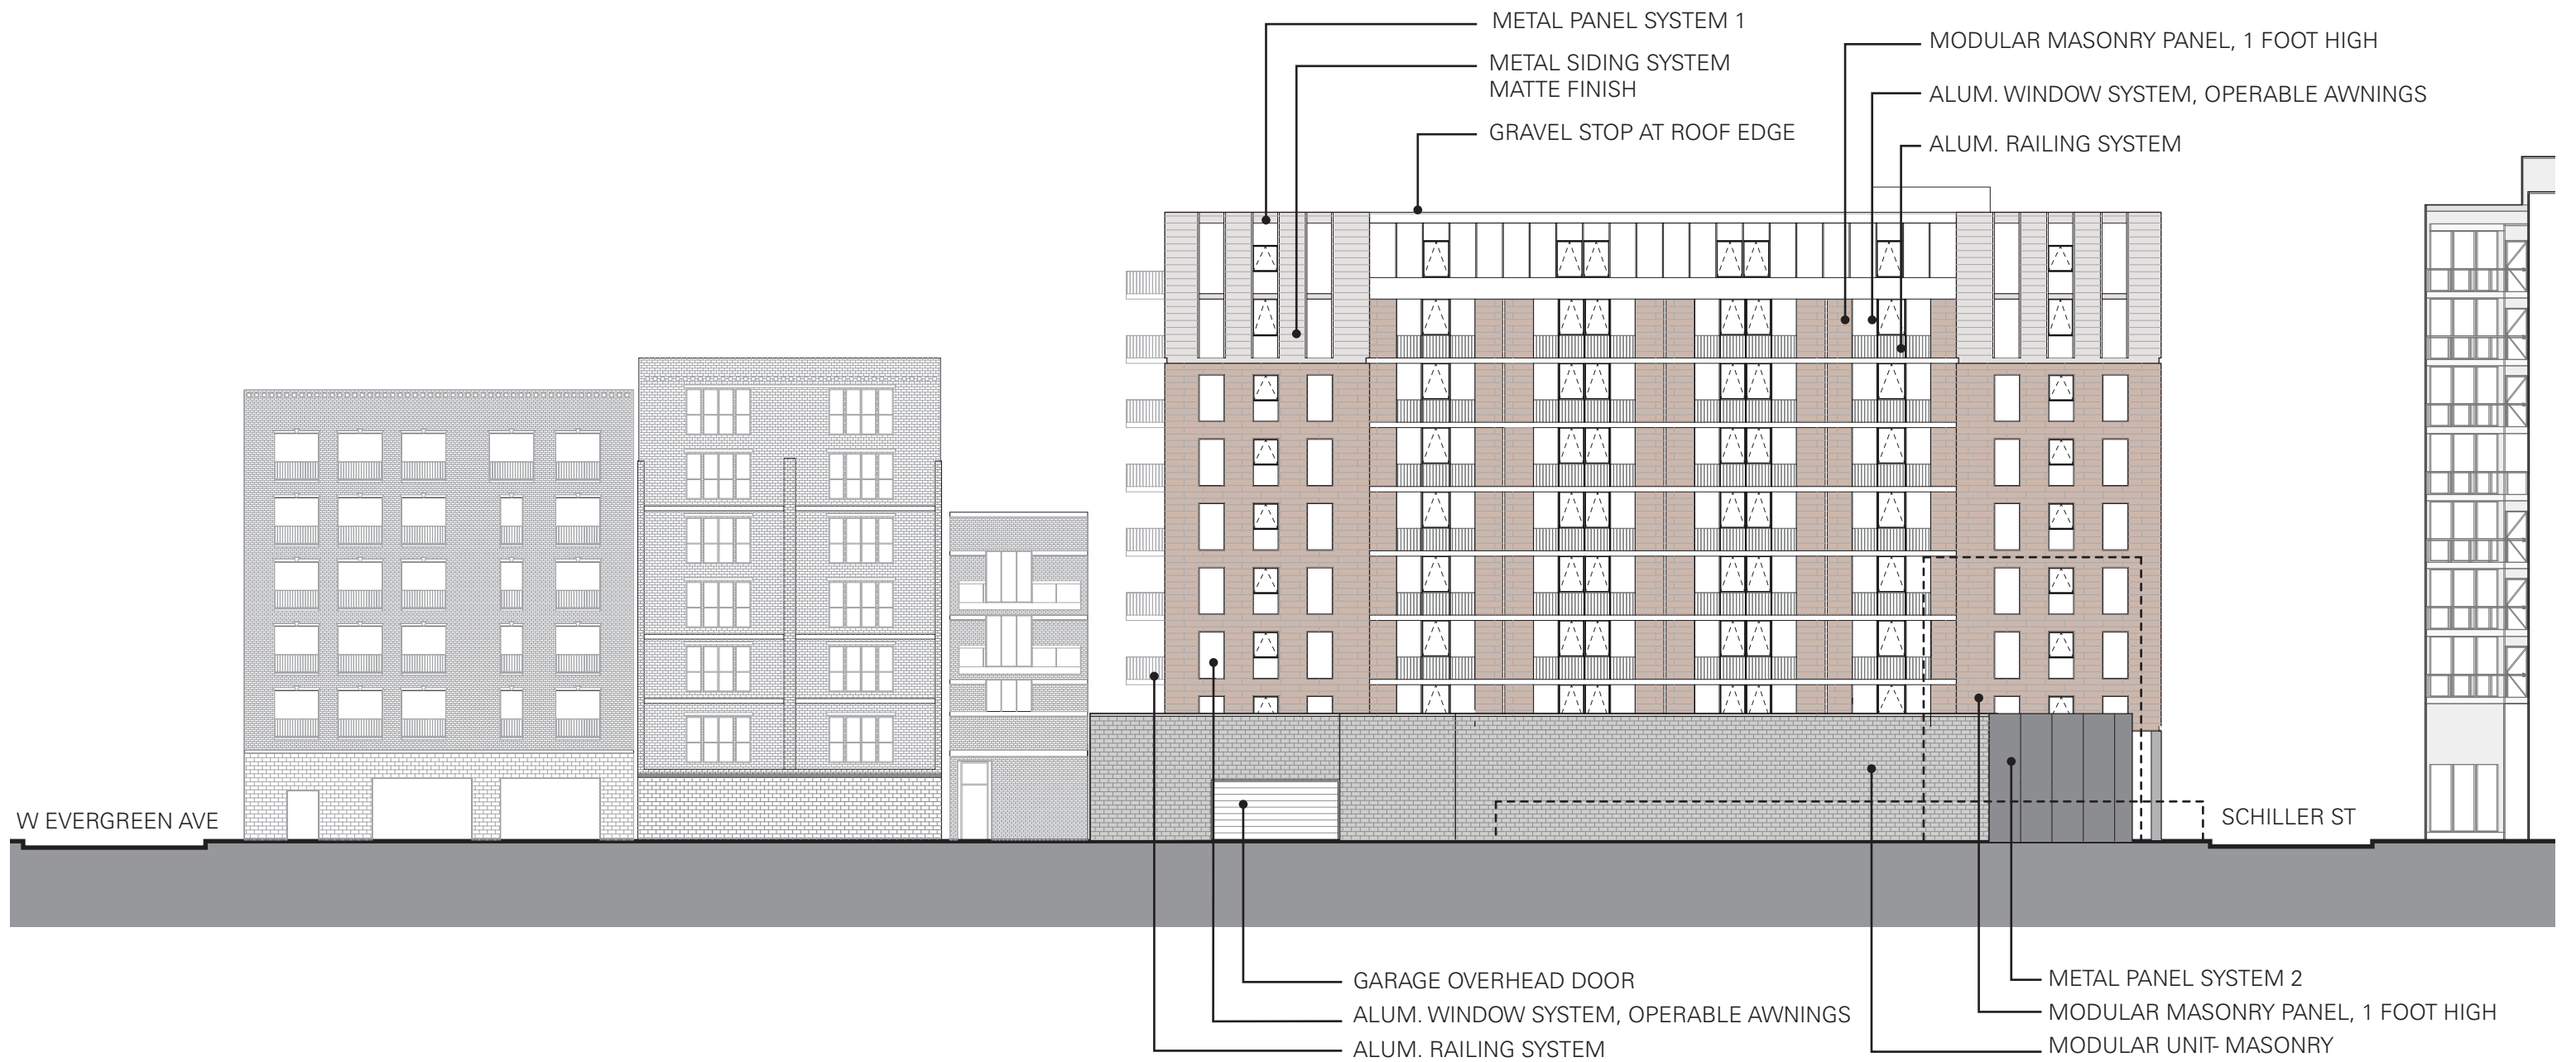 METAL PANEL SYSTEM 1
METAL SIDING SYSTEM
MATTE FINISH
GRAVEL STOP AT ROOF EDGE
MODULAR MASONRY PANEL, 1 FOOT HIGH
ALUM. WINDOW SYSTEM, OPERABLE AWNINGS
ALUM. RAILING SYSTEM
W EVERGREEN AVE
SCHILLER ST
GARAGE OVERHEAD DOOR
ALUM. WINDOW SYSTEM, OPERABLE AWNINGS
ALUM. RAILING SYSTEM
METAL PANEL SYSTEM 2
MODULAR MASONRY PANEL, 1 FOOT HIGH
MODULAR UNIT- MASONRY